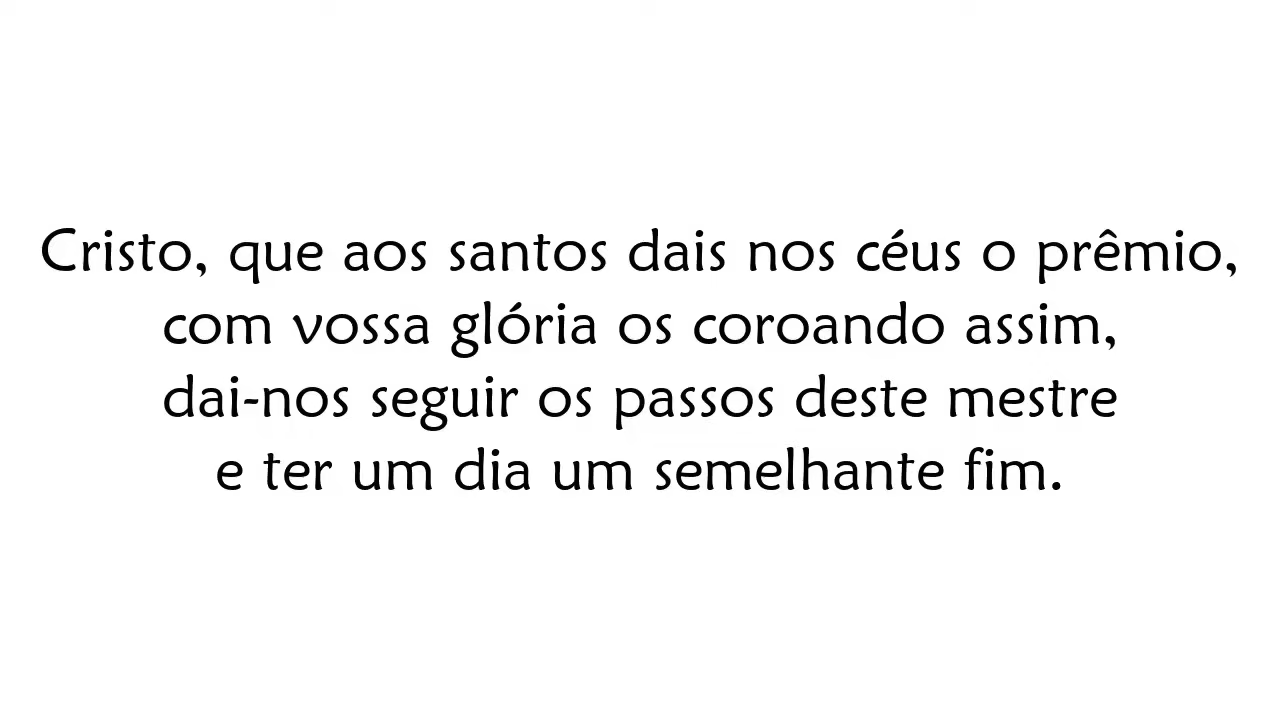 Cristo, que aos santos dais nos céus o prêmio,
com vossa glória os coroando assim,
dai-nos seguir os passos deste mestre
e ter um dia um semelhante fim.